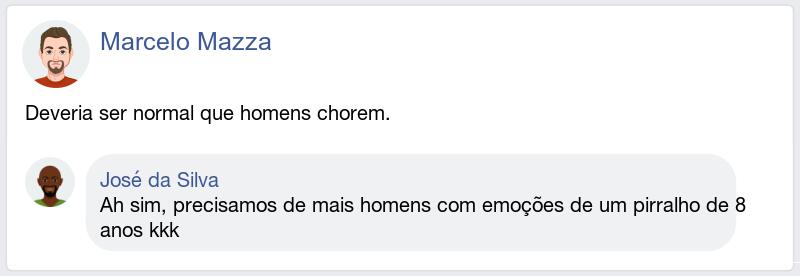 Marcelo Mazza
Deveria ser normal que homens chorem.
José da Silva
Ah sim, precisamos de mais homens com emoções de um pirralho de 8
anos kkk